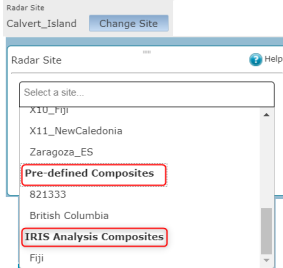 Radar Site
Calvert_Island Change Site
Radar Site Help
Select a site...
X10_Fiji
X11_NewCaledonia
Zaragoza_ES
Pre-defined Composites
821333
British Columbia
IRIS Analysis Composites
Fiji